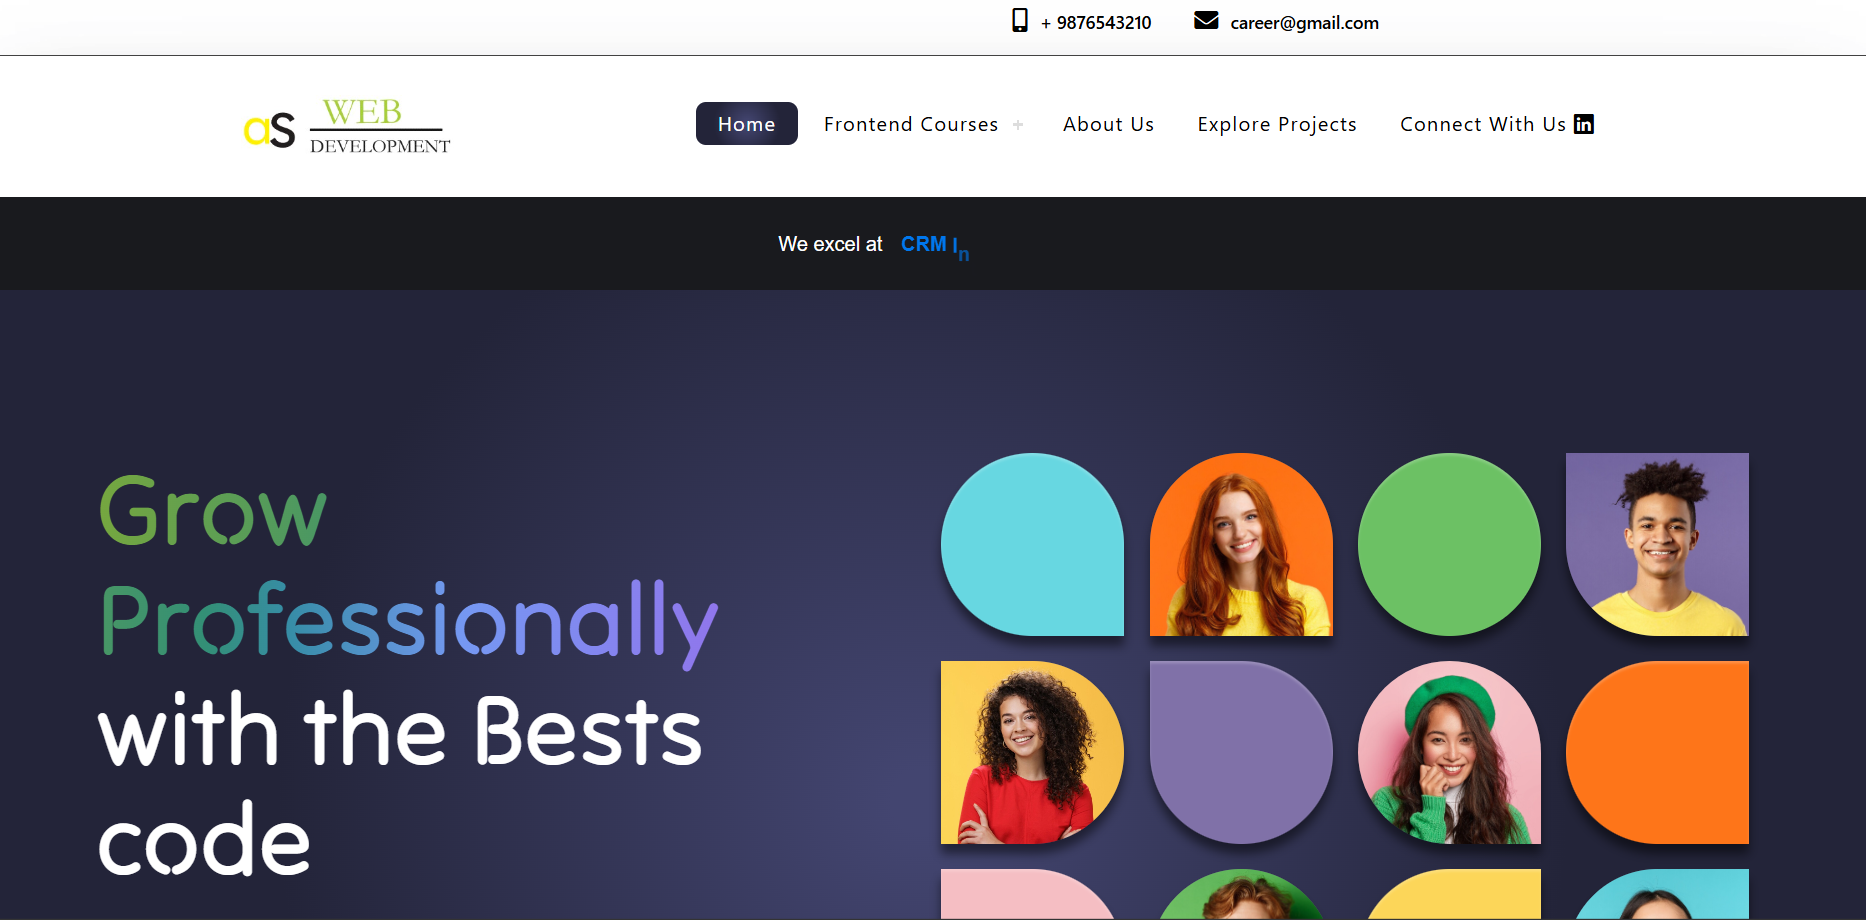 + 9876543210 career@gmail.com
aS WEB
DEVELOPMENT
Home Frontend Courses + About Us Explore Projects Connect With Us in
We excel at CRM In
Grow
Professionally
with the Bests
code